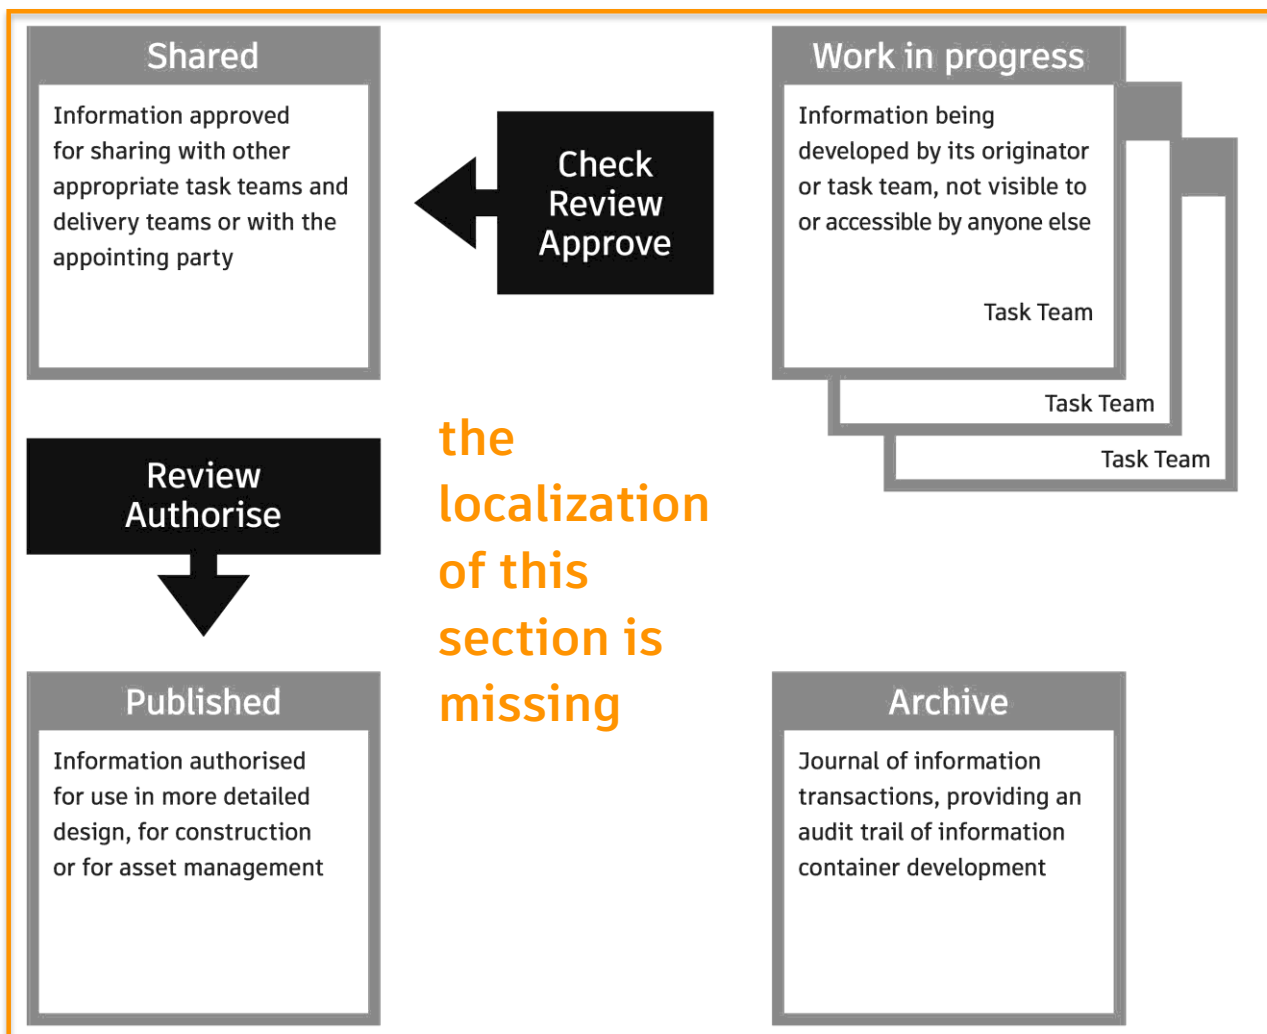 Shared
Information approved
for sharing with other
appropriate task teams and
delivery teams or with the
appointing party
Check
Review
Approve
Work in progress
Information being
developed by its originator
or task team, not visible to
or accessible by anyone else
Task Team
Task Team
Task Team
Review
Authorise
the
localization
of this
section is
missing
Published
Information authorised
for use in more detailed
design, for construction
or for asset management
Archive
Journal of information
transactions, providing an
audit trail of information
container development